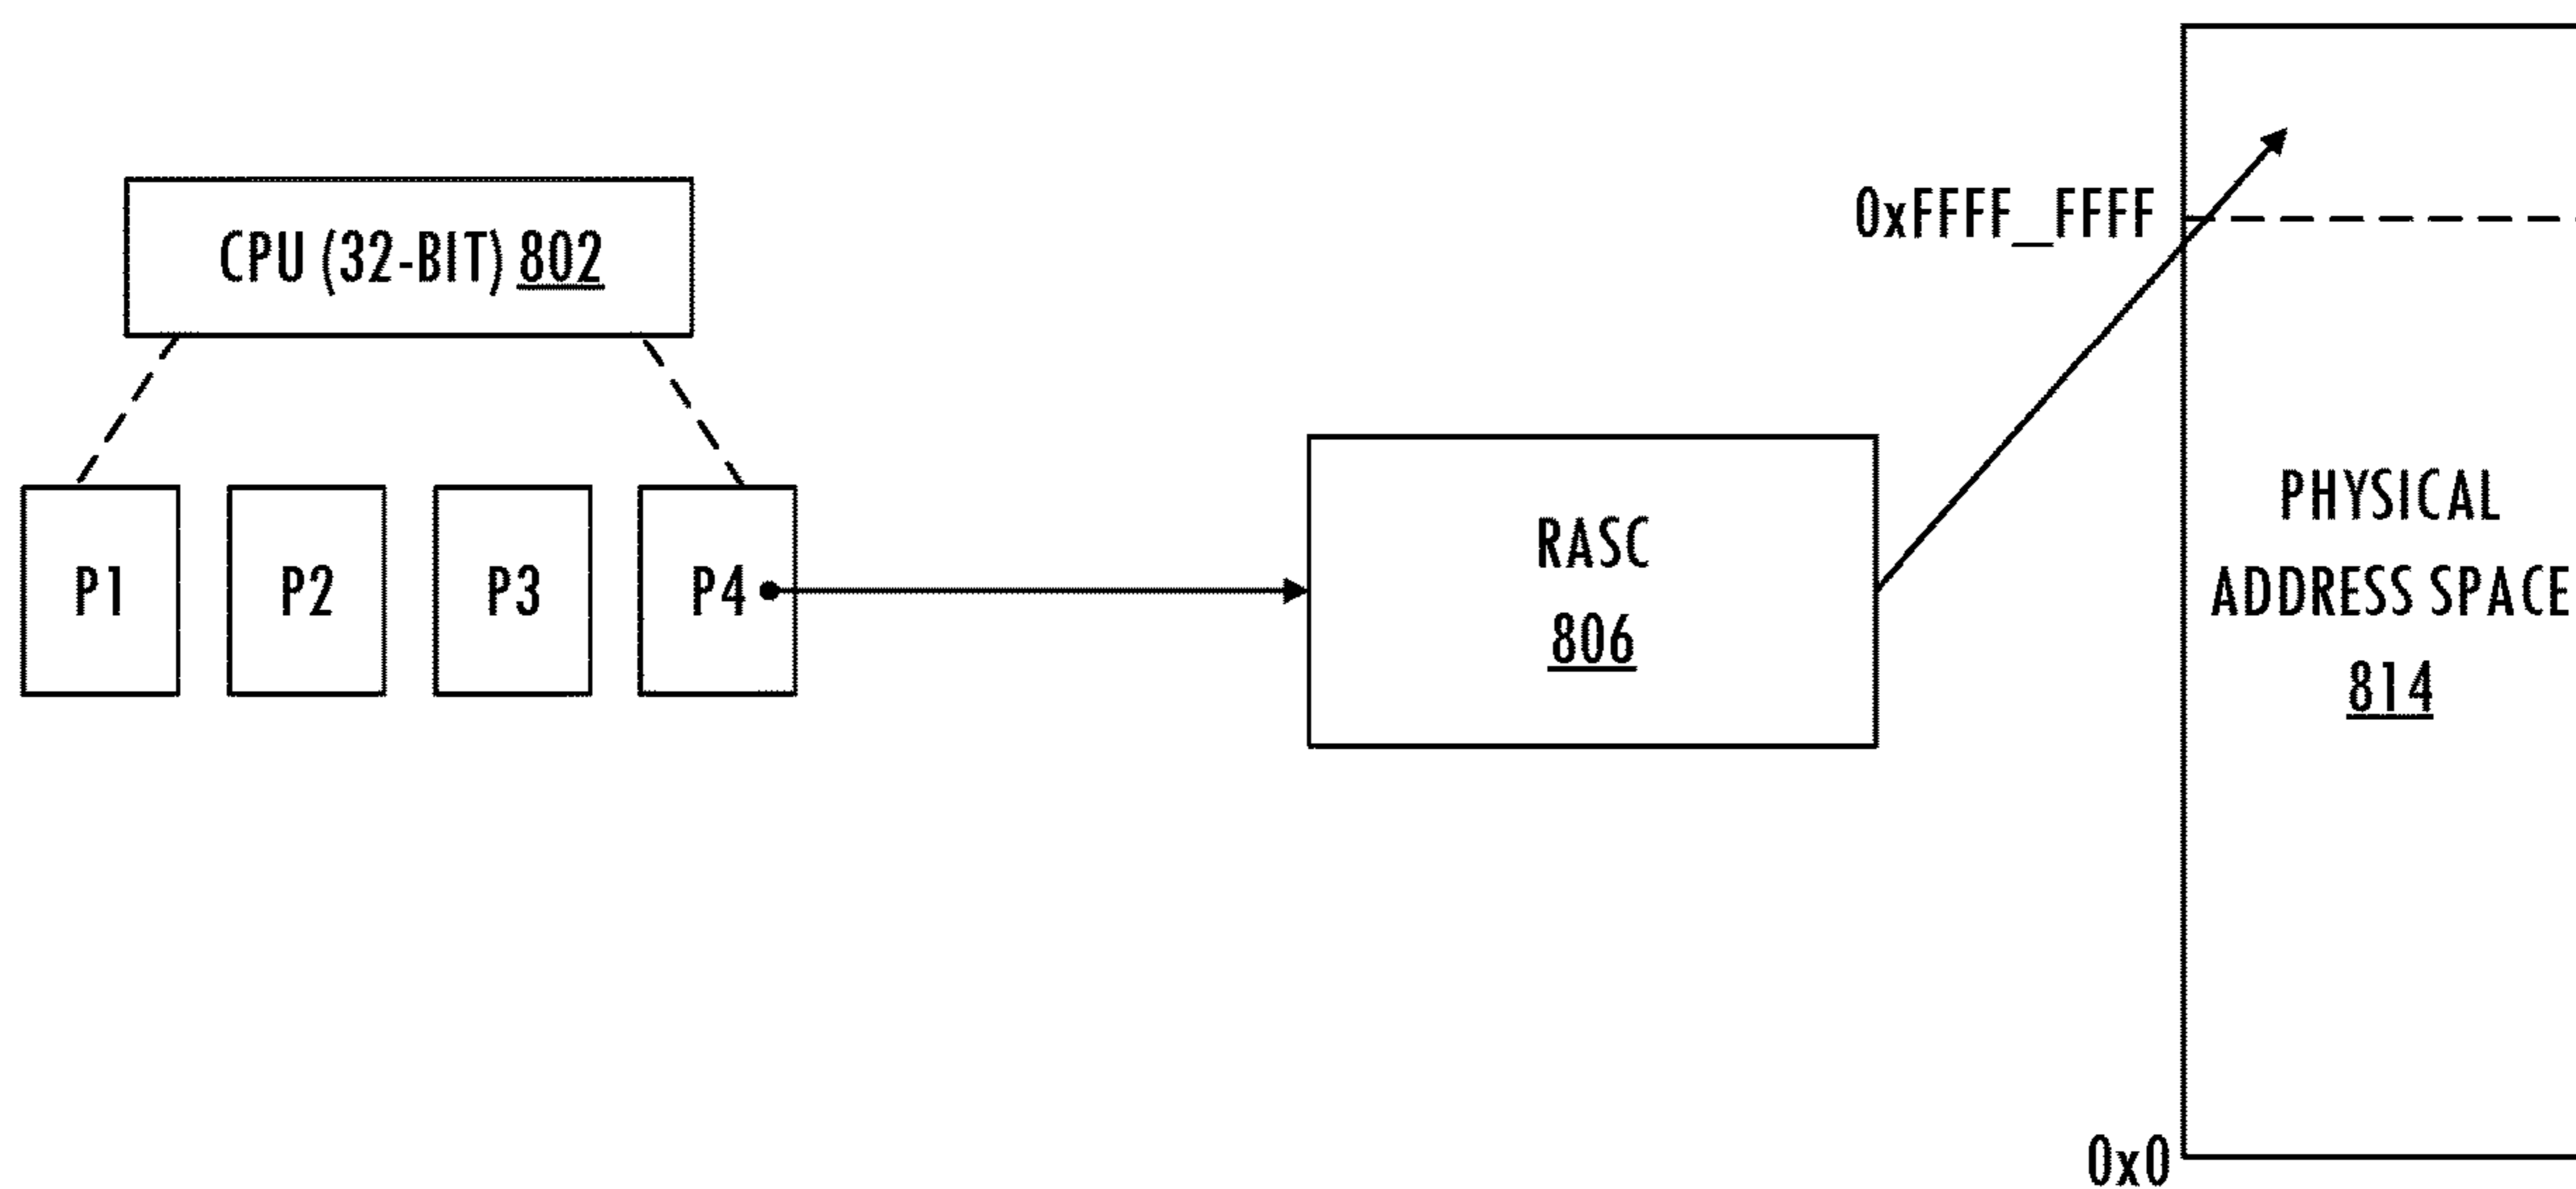 CPU (32-BIT) 802
P1
P2
P3
P4
RASC
806
0xFFFF_FFFF
PHYSICAL
ADDRESS SPACE
814
0x0